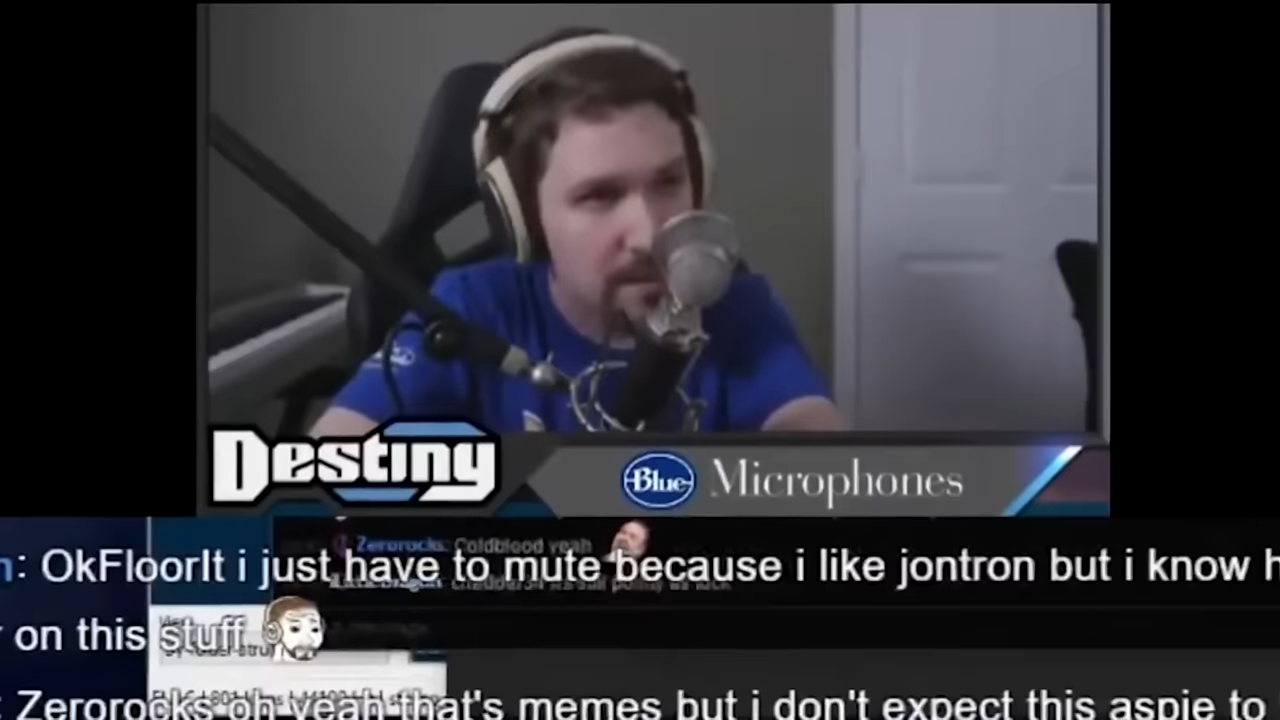 Destiny
Blue Microphones
Zerorocks: Coldblood yeah
: OkFloorIt i just have to mute because i like jontron but i know h
on this stuff
: Zerorocks oh yeah that's memes but i don't expect this aspie to